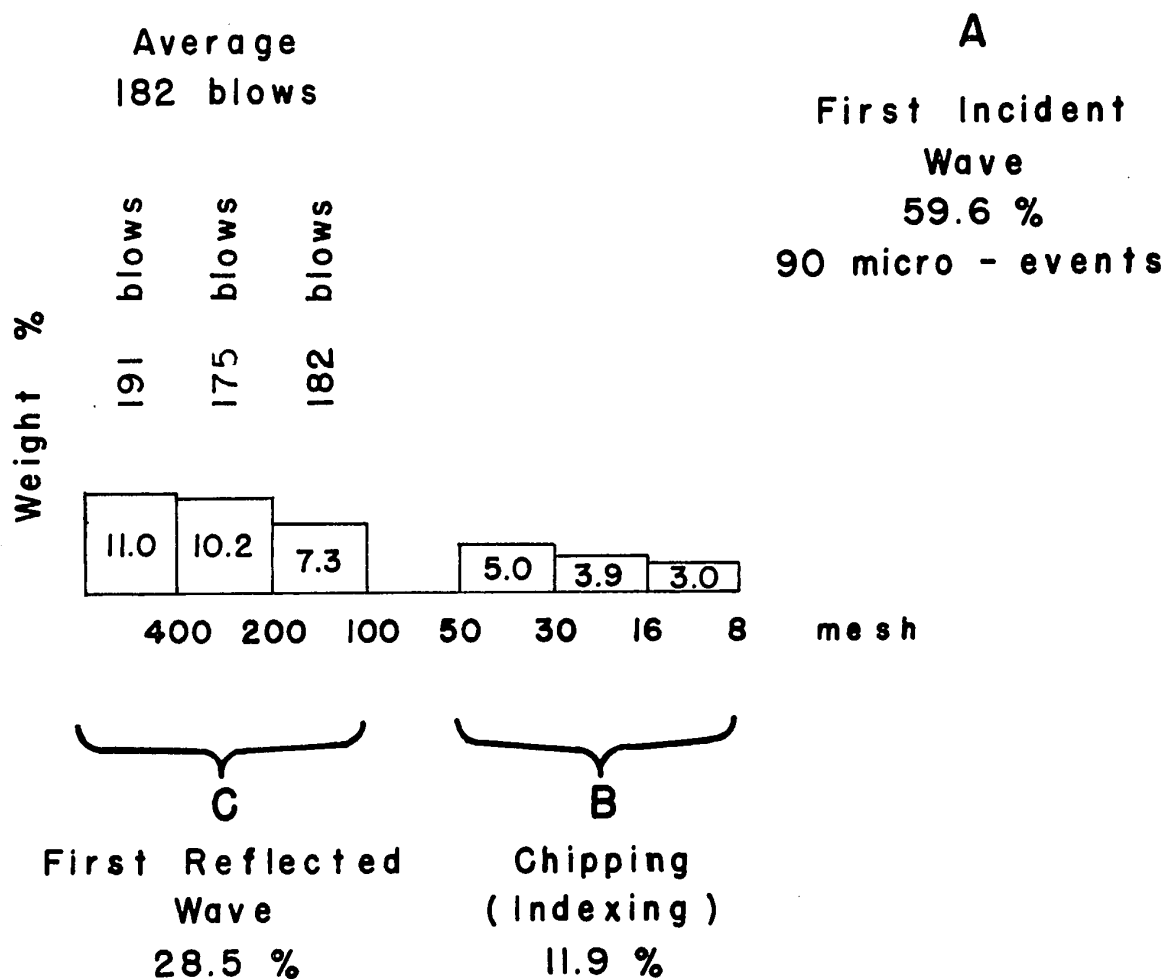 Average
182 blows
A
First Incident
Wave
59.6 %
90 micro - events
Weight %
191 blows
175 blows
182 blows
11.0 10.2 7.3 5.0 3.9 3.0
400 200 100 50 30 16 8 mesh
C
First Reflected
Wave
28.5 %
B
Chipping
( Indexing )
11.9 %